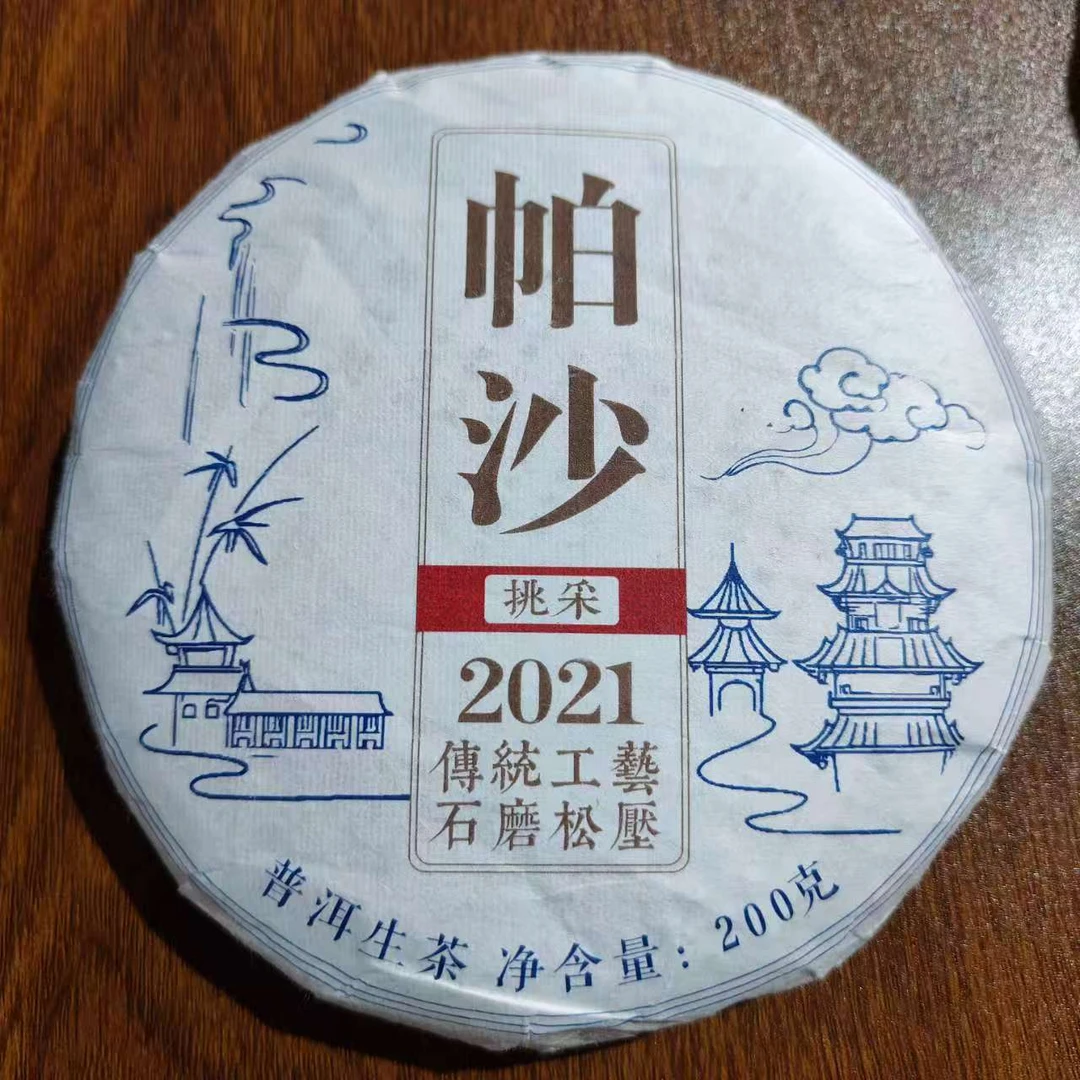 帕沙
挑采
2021
傳統工藝
石磨松壓
普洱生茶 净含量：200克